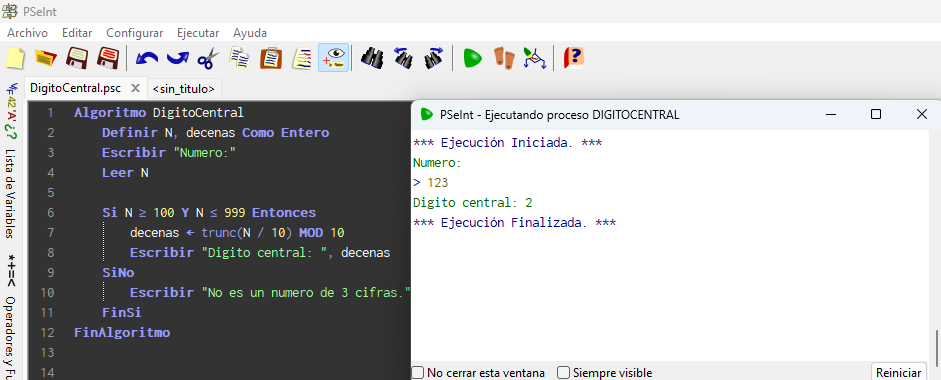 PSeInt
Archivo Editar Configurar Ejecutar Ayuda
DigitoCentral.psc <sin_titulo>
Lista de Variables
*+=< Operadores y Fu
1 Algoritmo DigitoCentral
2 Definir N, decenas Como Entero
3 Escribir "Numero:"
4 Leer N
5
6 Si N ≥ 100 Y N ≤ 999 Entonces
7 decenas ← trunc(N / 10) MOD 10
8 Escribir "Digito central: ", decenas
9 SiNo
10 Escribir "No es un numero de 3 cifras."
11 FinSi
12 FinAlgoritmo
13
14
PSeInt - Ejecutando proceso DIGITOCENTRAL
*** Ejecución Iniciada. ***
Numero:
> 123
Digito central: 2
*** Ejecución Finalizada. ***
No cerrar esta ventana Siempre visible Reiniciar